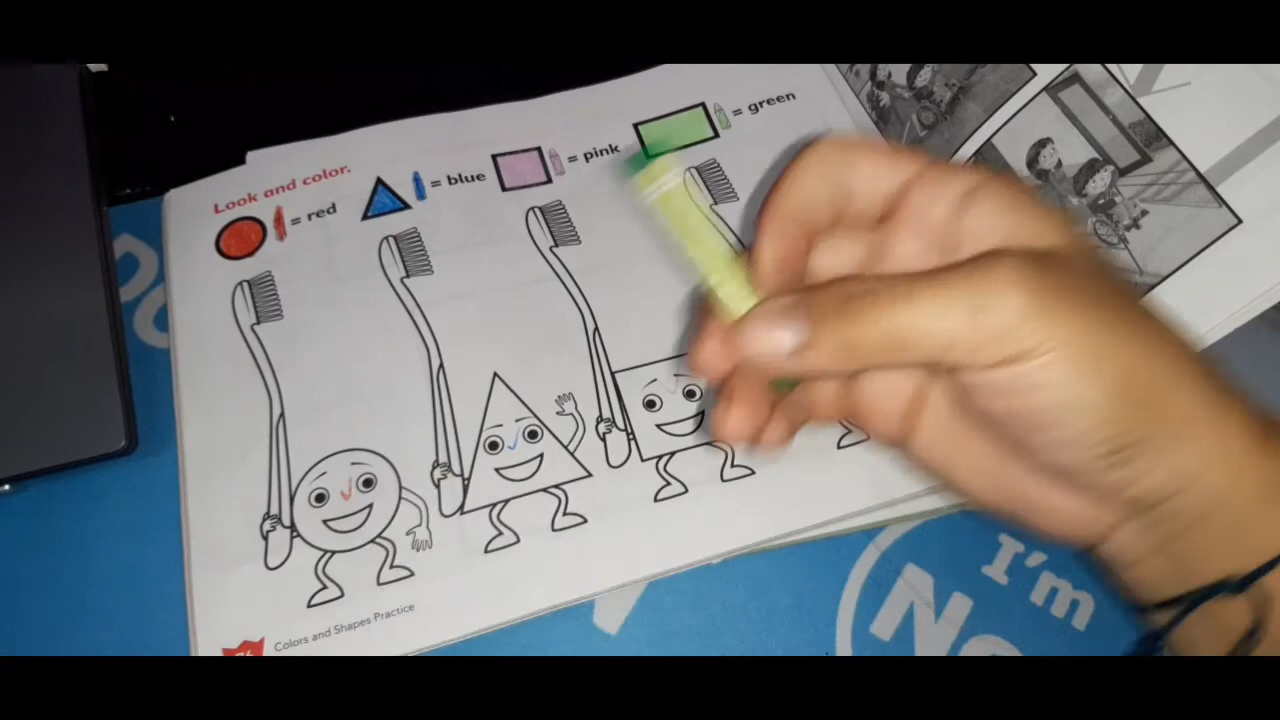 Look and color.
= red
= blue
= pink
= green
Colors and Shapes Practice
I'm